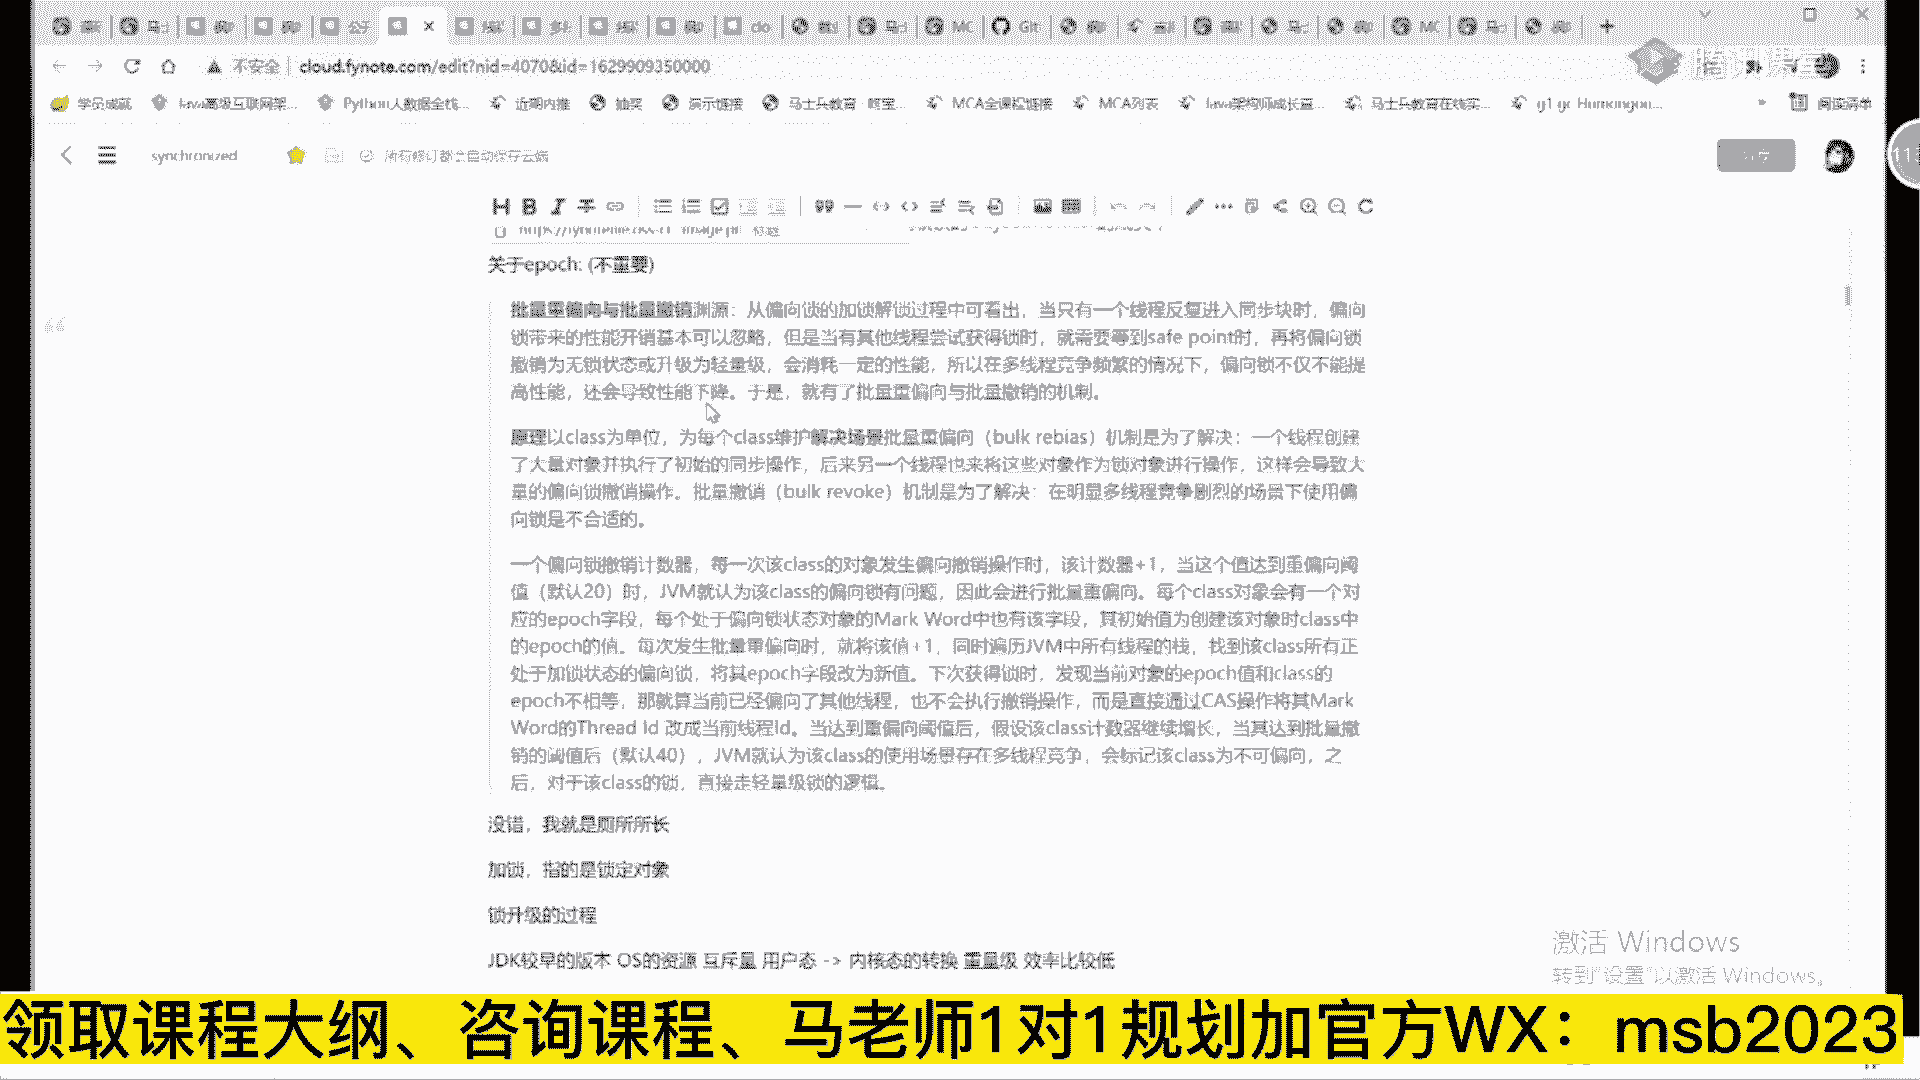 不安全 cloud.fynote.com/edit?nid=4070&id=1629909350000
学员成就 Java高级互联网架... Python人数据全栈... 近期内推 抽奖 演示链接 马士兵教育 MCA全课程链接 MCA列表 Java架构师成长直... 马士兵教育在线实... g1 gc Humongou... 阅读清单
synchronized 所有修订都会自动保存云端
关于epoch: (不重要)
批量重偏向与批量撤销渊源：从偏向锁的加锁解锁过程中可看出，当只有一个线程反复进入同步块时，偏向
锁带来的性能开销基本可以忽略，但是当有其他线程尝试获得锁时，就需要等到safe point时，再将偏向锁
撤销为无锁状态或升级为轻量级，会消耗一定的性能，所以在多线程竞争频繁的情况下，偏向锁不仅不能提
高性能，还会导致性能下降。于是，就有了批量重偏向与批量撤销的机制。
原理以class为单位，为每个class维护解决场景批量重偏向（bulk rebias）机制是为了解决：一个线程创建
了大量对象并执行了初始的同步操作，后来另一个线程也来将这些对象作为锁对象进行操作，这样会导致大
量的偏向锁撤销操作。批量撤销（bulk revoke）机制是为了解决：在明显多线程竞争剧烈的场景下使用偏
向锁是不合适的。
一个偏向锁撤销计数器，每一次该class的对象发生偏向撤销操作时，该计数器+1，当这个值达到重偏向阈
值（默认20）时，JVM就认为该class的偏向锁有问题，因此会进行批量重偏向。每个class对象会有一个对
应的epoch字段，每个处于偏向锁状态对象的Mark Word中也有该字段，其初始值为创建该对象时class中
的epoch的值。每次发生批量重偏向时，就将该值+1，同时遍历JVM中所有线程的栈，找到该class所有正
处于加锁状态的偏向锁，将其epoch字段改为新值。下次获得锁时，发现当前对象的epoch值和class的
epoch不相等，那就算当前已经偏向了其他线程，也不会执行撤销操作，而是直接通过CAS操作将其Mark
Word的Thread Id 改成当前线程Id。当达到重偏向阈值后，假设该class计数器继续增长，当其达到批量撤
销的阈值后（默认40），JVM就认为该class的使用场景存在多线程竞争，会标记该class为不可偏向，之
后，对于该class的锁，直接走轻量级锁的逻辑。
没错，我就是厕所所长
加锁，指的是锁定对象
锁升级的过程
JDK较早的版本 OS的资源 互斥量 用户态 -> 内核态的转换 重量级 效率比较低
激活 Windows
转到"设置"以激活 Windows。
领取课程大纲、咨询课程、马老师1对1规划加官方WX：msb2023